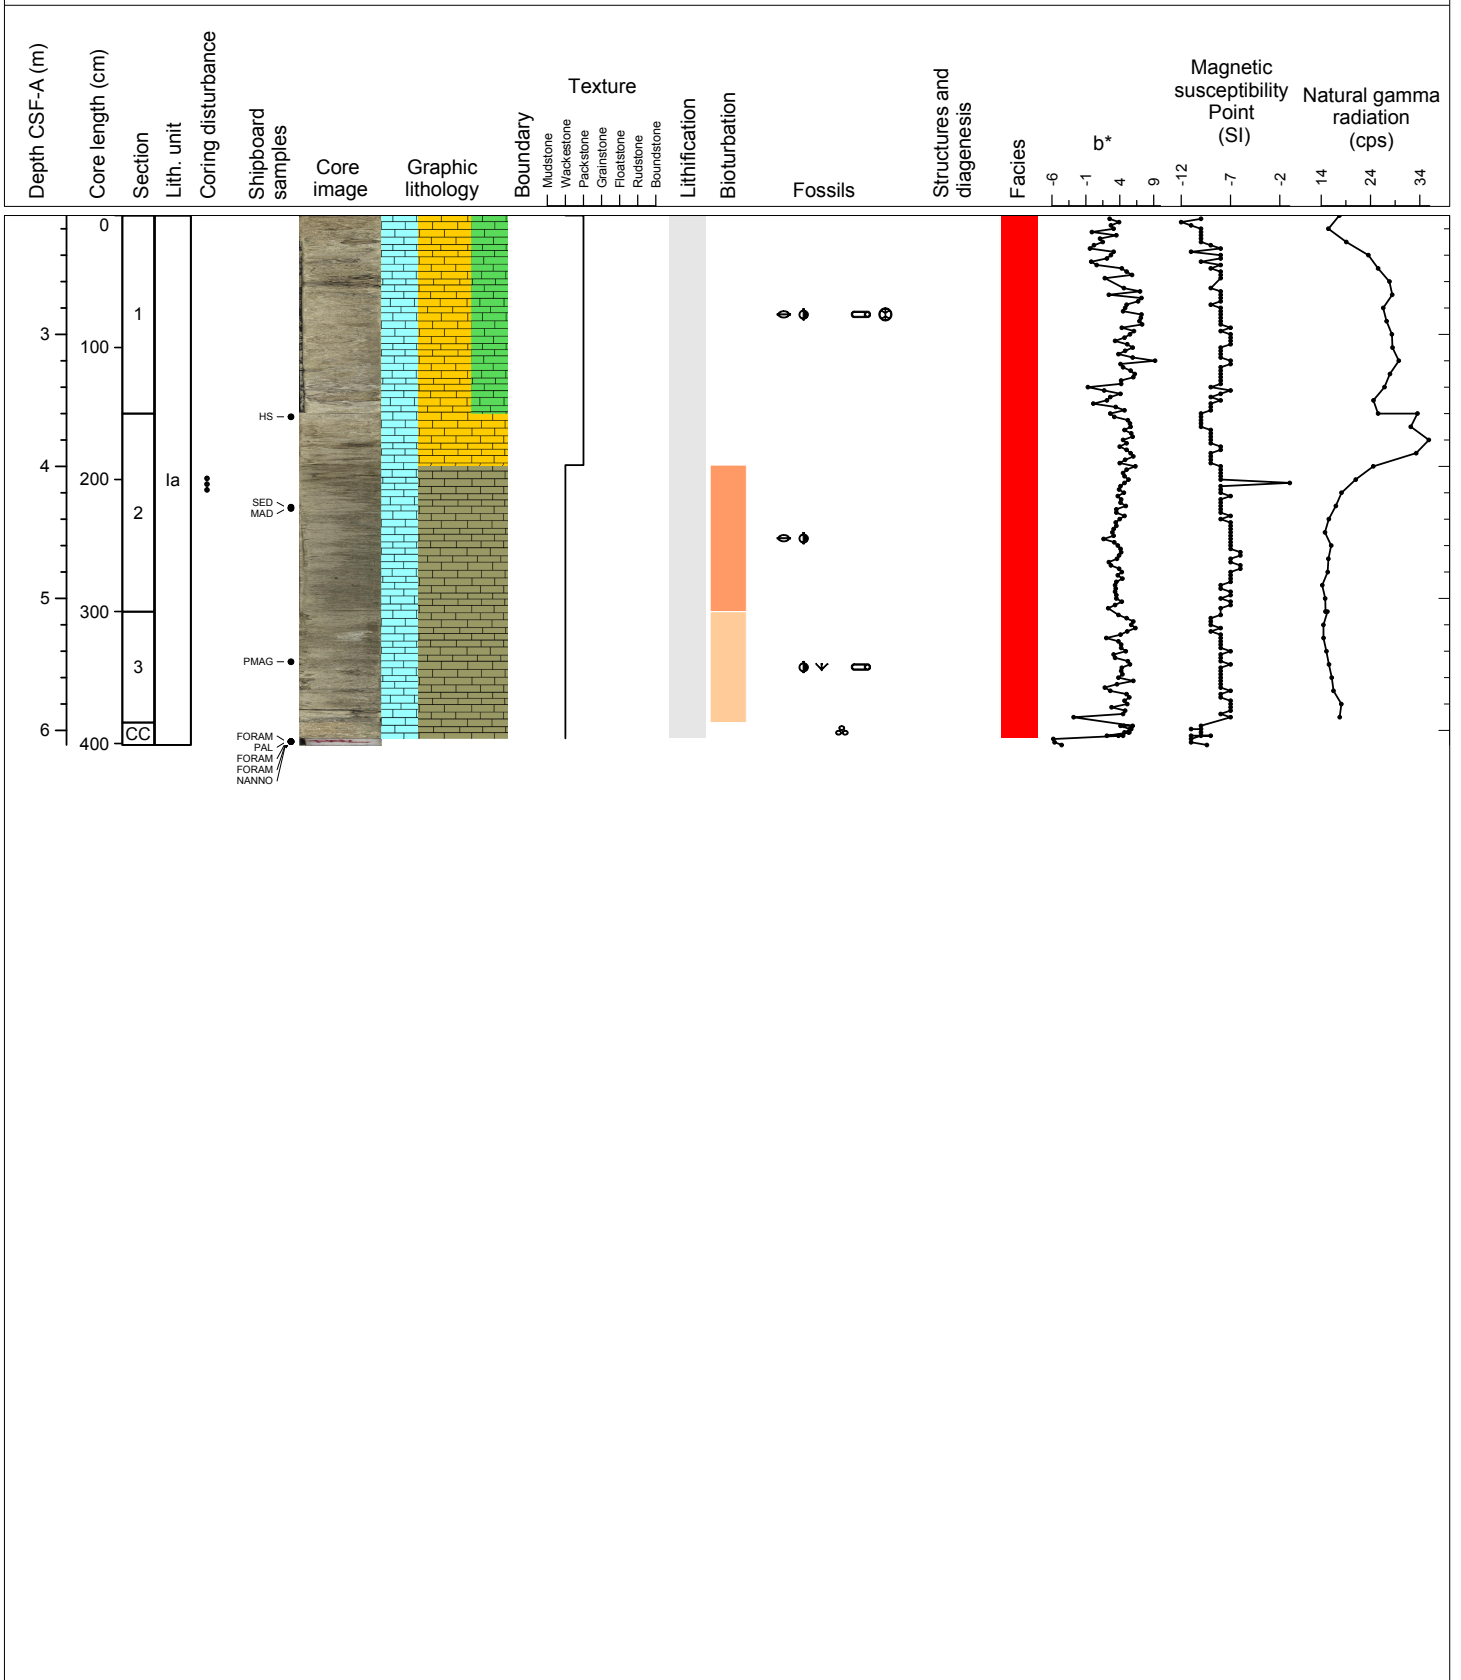 Depth CSF-A (m)
Core length (cm)
Section
Lith. unit
Coring disturbance
Shipboard
samples
Core
image
Graphic
lithology
Boundary
Texture
Mudstone
Wackestone
Packstone
Grainstone
Floatstone
Rudstone
Boundstone
Lithification
Bioturbation
Fossils
Structures and
diagenesis
Facies
b*
-6 -1 4 9
Magnetic
susceptibility
Point
(SI)
-12 -7 -2
Natural gamma
radiation
(cps)
14 24 34
3
4
5
6
0
100
200
300
400
1
2
3
CC
Ia
HS
SED
MAD
PMAG
FORAM
PAL
FORAM
FORAM
NANNO